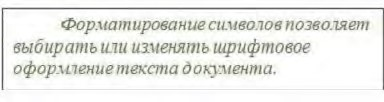 Форматирование символов позволяет
выбирать или изменять шрифтовое
оформление текста документа.